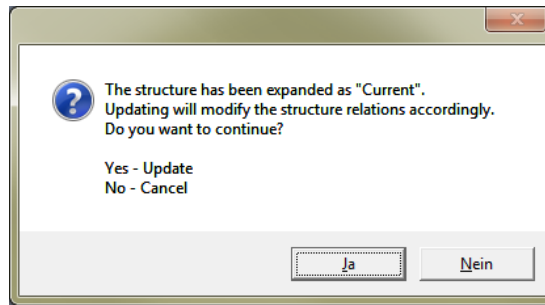 The structure has been expanded as "Current".
Updating will modify the structure relations accordingly.
Do you want to continue?
Yes - Update
No - Cancel
Ja
Nein